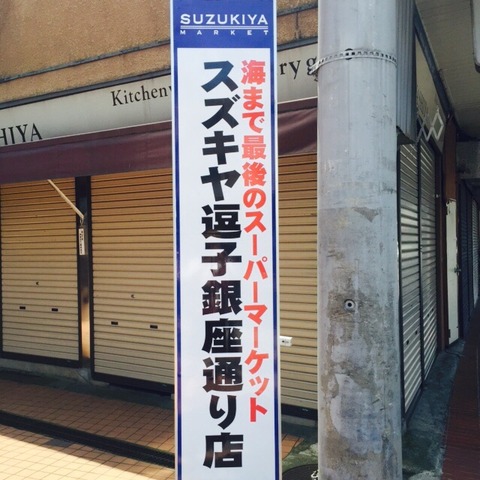 SUZUKIYA
MARKET
海まで最後のスーパーマーケット
スズキヤ逗子銀座通り店
HIYA
Kitchen
ry g